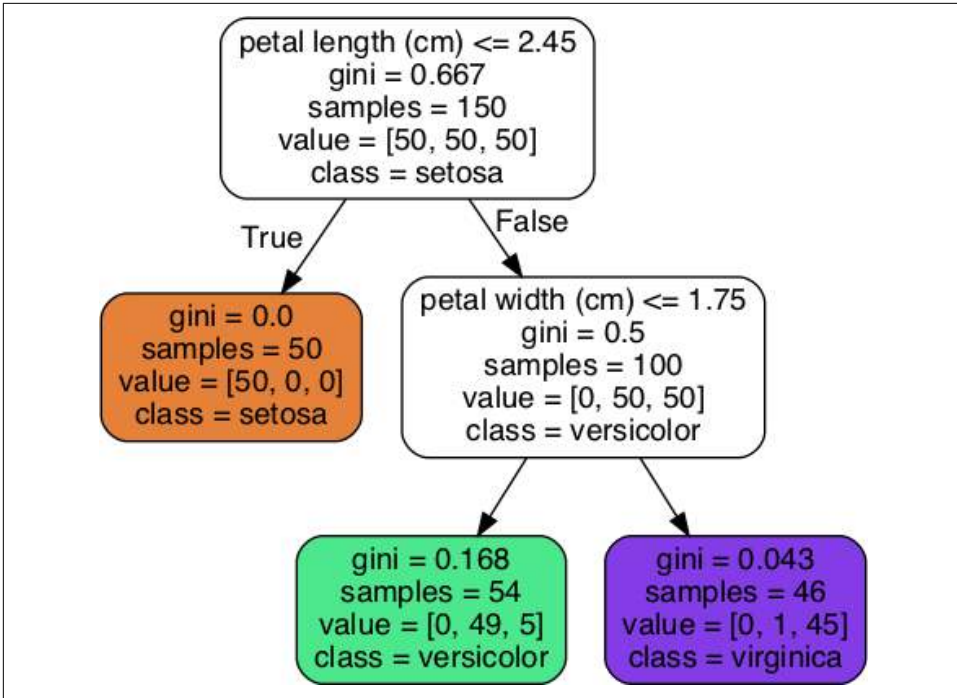 petal length (cm) <= 2.45
gini = 0.667
samples = 150
value = [50, 50, 50]
class = setosa
True
False
gini = 0.0
samples = 50
value = [50, 0, 0]
class = setosa
petal width (cm) <= 1.75
gini = 0.5
samples = 100
value = [0, 50, 50]
class = versicolor
gini = 0.168
samples = 54
value = [0, 49, 5]
class = versicolor
gini = 0.043
samples = 46
value = [0, 1, 45]
class = virginica